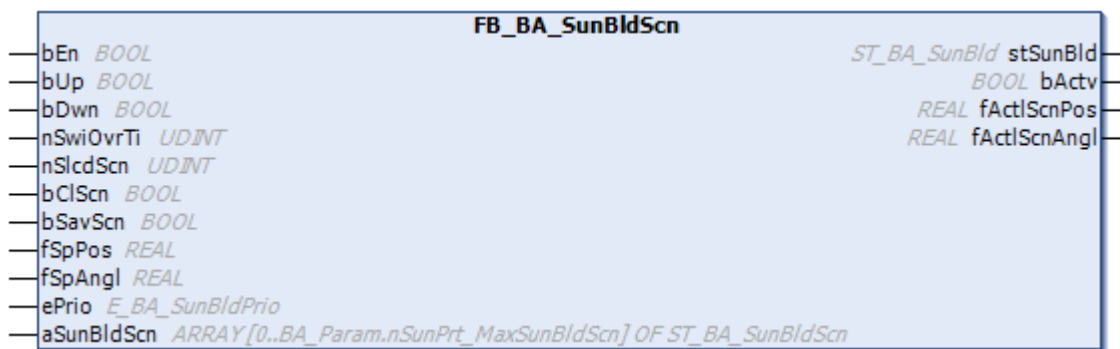 FB_BA_SunBldScn
bEn BOOL ST_BA_SunBld stSunBld
bUp BOOL BOOL bActv
bDwn BOOL REAL fActlScnPos
nSwiOvrTi UDINT REAL fActlScnAngl
nSlcdScn UDINT
bClScn BOOL
bSavScn BOOL
fSpPos REAL
fSpAngl REAL
ePrio E_BA_SunBldPrio
aSunBldScn ARRAY [0..BA_Param.nSunPrt_MaxSunBldScn] OF ST_BA_SunBldScn